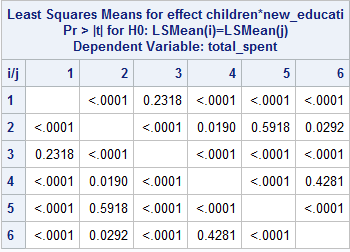 Least Squares Means for effect children*new_educati
Pr > |t| for H0: LSMean(i)=LSMean(j)
Dependent Variable: total_spent
i/j 1 2 3 4 5 6
1 <.0001 0.2318 <.0001 <.0001 <.0001
2 <.0001 <.0001 0.0190 0.5918 0.0292
3 0.2318 <.0001 <.0001 <.0001 <.0001
4 <.0001 0.0190 <.0001 <.0001 0.4281
5 <.0001 0.5918 <.0001 <.0001 <.0001
6 <.0001 0.0292 <.0001 0.4281 <.0001